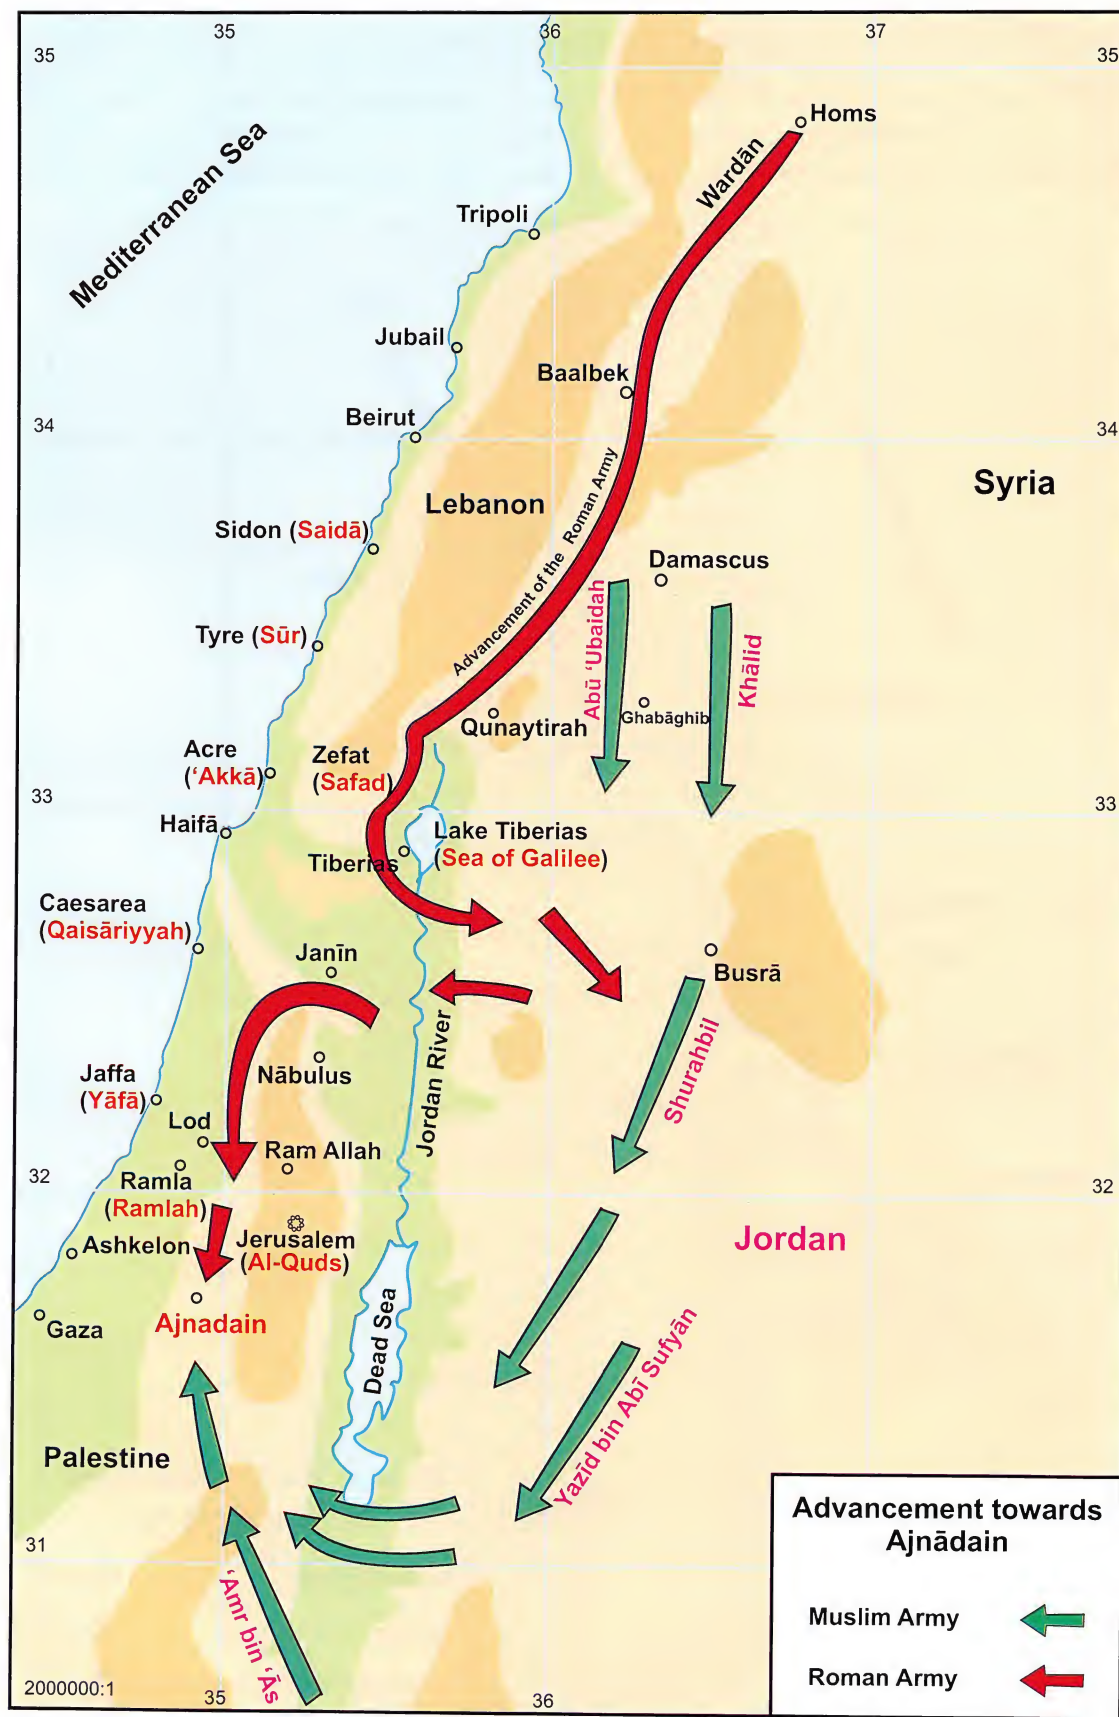 35
36
37
35
35
Homs
Mediterranean Sea
Wardān
Tripoli
Jubail
Baalbek
Beirut
34
34
Syria
Lebanon
Advancement of the Roman Army
Sidon (Saidā)
Damascus
Abū ‘Ubaidah
Khālid
Tyre (Sūr)
Ghabāghib
Qunaytirah
Acre
(‘Akkā)
Zefat
(Safad)
33
33
Haifā
Lake Tiberias
(Sea of Galilee)
Tiberias
Caesarea
(Qaisāriyyah)
Janīn
Busrā
Jordan River
Shurahbil
Nābulus
Jaffa
(Yāfā)
Lod
Ram Allah
32
32
Ramla
(Ramlah)
Jerusalem
(Al-Quds)
Ashkelon
Jordan
Gaza
Ajnadain
Dead Sea
Yazīd bin Abī Sufyān
Palestine
31
‘Amr bin ‘Ās
2000000:1
35
36
Advancement towards
Ajnādain
Muslim Army
Roman Army